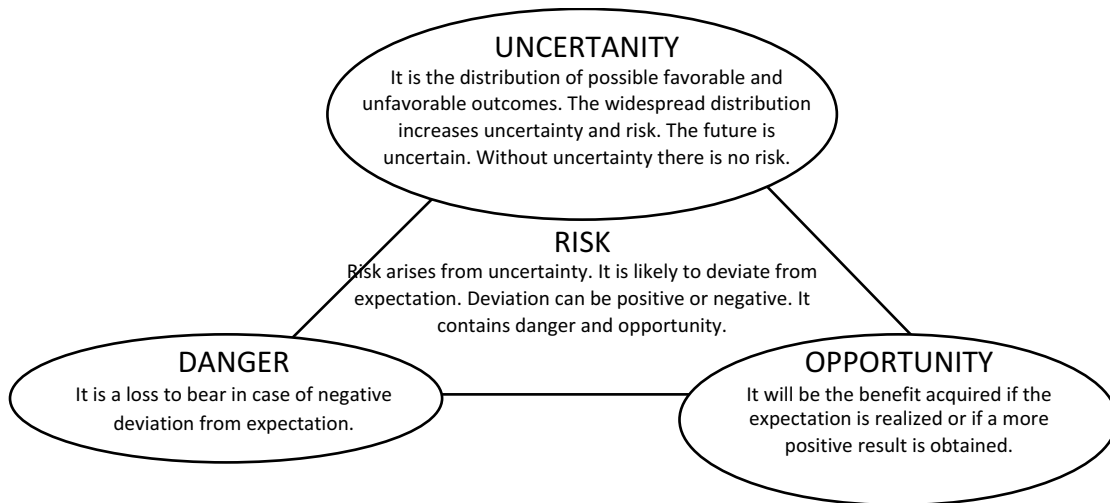 UNCERTANITY
It is the distribution of possible favorable and
unfavorable outcomes. The widespread distribution
increases uncertainty and risk. The future is
uncertain. Without uncertainty there is no risk.
RISK
Risk arises from uncertainty. It is likely to deviate from
expectation. Deviation can be positive or negative. It
contains danger and opportunity.
DANGER
It is a loss to bear in case of negative
deviation from expectation.
OPPORTUNITY
It will be the benefit acquired if the
expectation is realized or if a more
positive result is obtained.